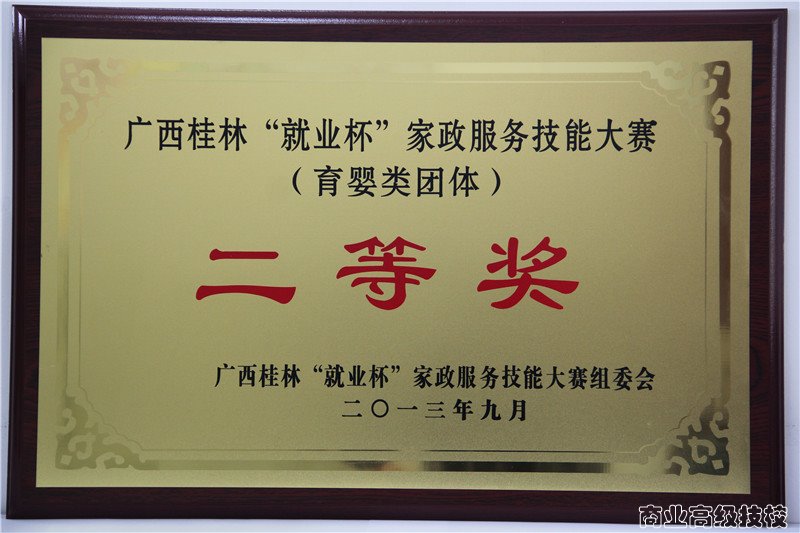 广西桂林“就业杯”家政服务技能大赛
（育婴类团体）
二等奖
广西桂林“就业杯”家政服务技能大赛组委会
二〇一三年九月
商业高级技校